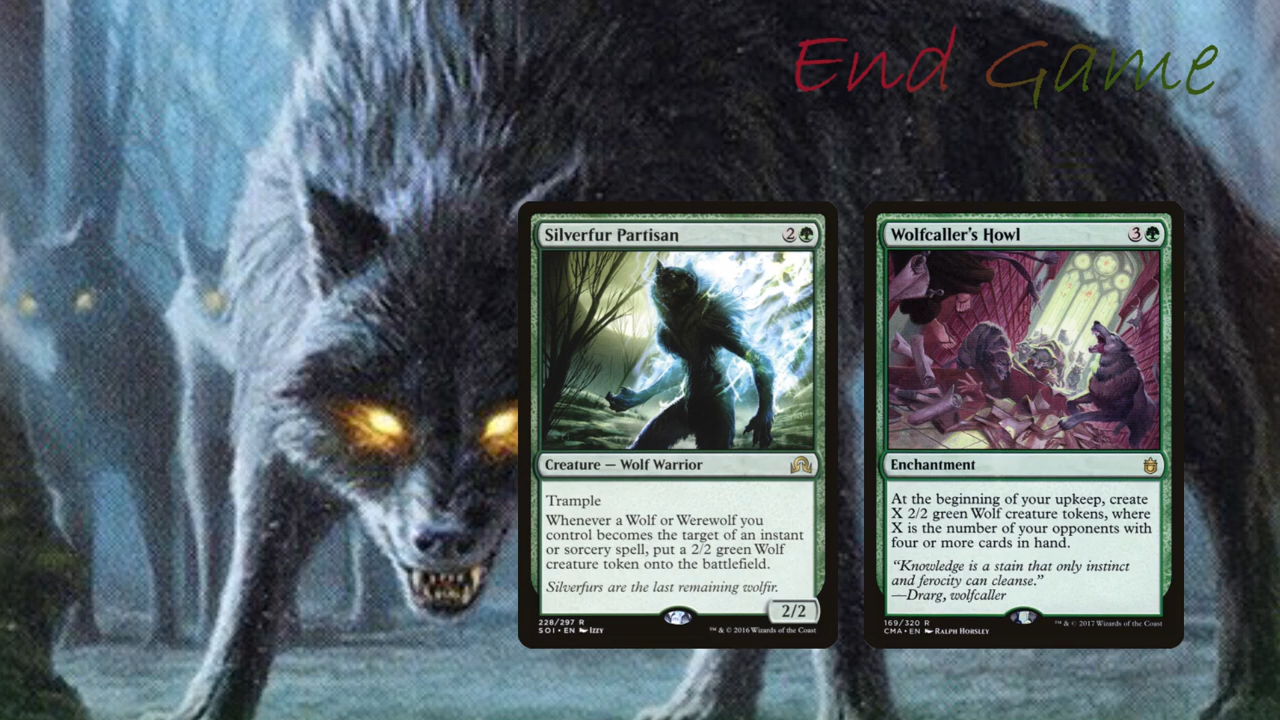 End Game
Silverfur Partisan 2
Creature — Wolf Warrior
Trample
Whenever a Wolf or Werewolf you
control becomes the target of an instant
or sorcery spell, put a 2/2 green Wolf
creature token onto the battlefield.
Silverfurs are the last remaining wolfir.
2/2
228/297 R
SOI • EN IZZY
™ & © 2016 Wizards of the Coast
Wolfcaller's Howl 3
Enchantment
At the beginning of your upkeep, create
X 2/2 green Wolf creature tokens, where
X is the number of your opponents with
four or more cards in hand.
“Knowledge is a stain that only instinct
and ferocity can cleanse.”
—Drarg, wolfcaller
169/320 R
CMA • EN RALPH HORSLEY
™ & © 2017 Wizards of the Coast